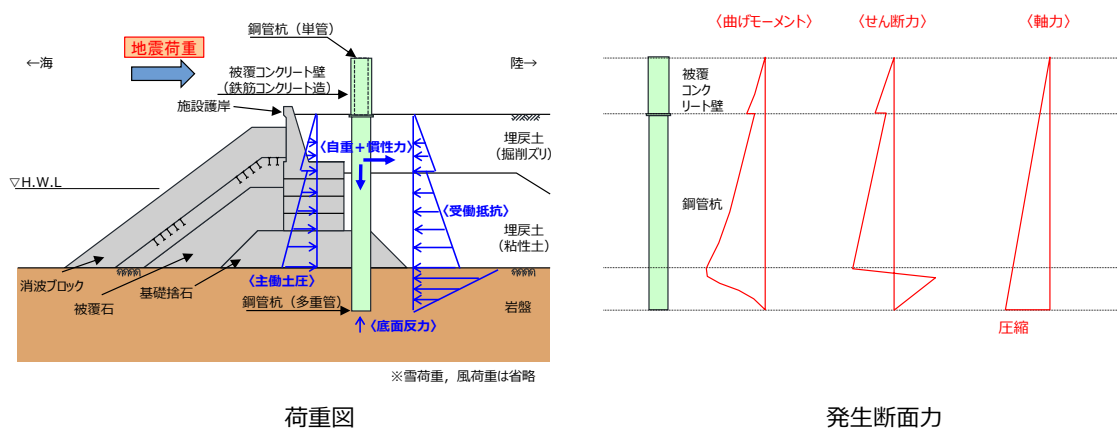 地震荷重
←海
陸→
鋼管杭（単管）
被覆コンクリート壁
（鉄筋コンクリート造）
施設護岸
埋戻土
（掘削ズリ）
〈自重＋慣性力〉
▽H.W.L
〈受働抵抗〉
埋戻土
（粘性土）
〈主働土圧〉
消波ブロック
被覆石
基礎捨石
鋼管杭（多重管）
〈底面反力〉
岩盤
※雪荷重，風荷重は省略
荷重図
〈曲げモーメント〉
〈せん断力〉
〈軸力〉
被覆
コンク
リート壁
鋼管杭
圧縮
発生断面力